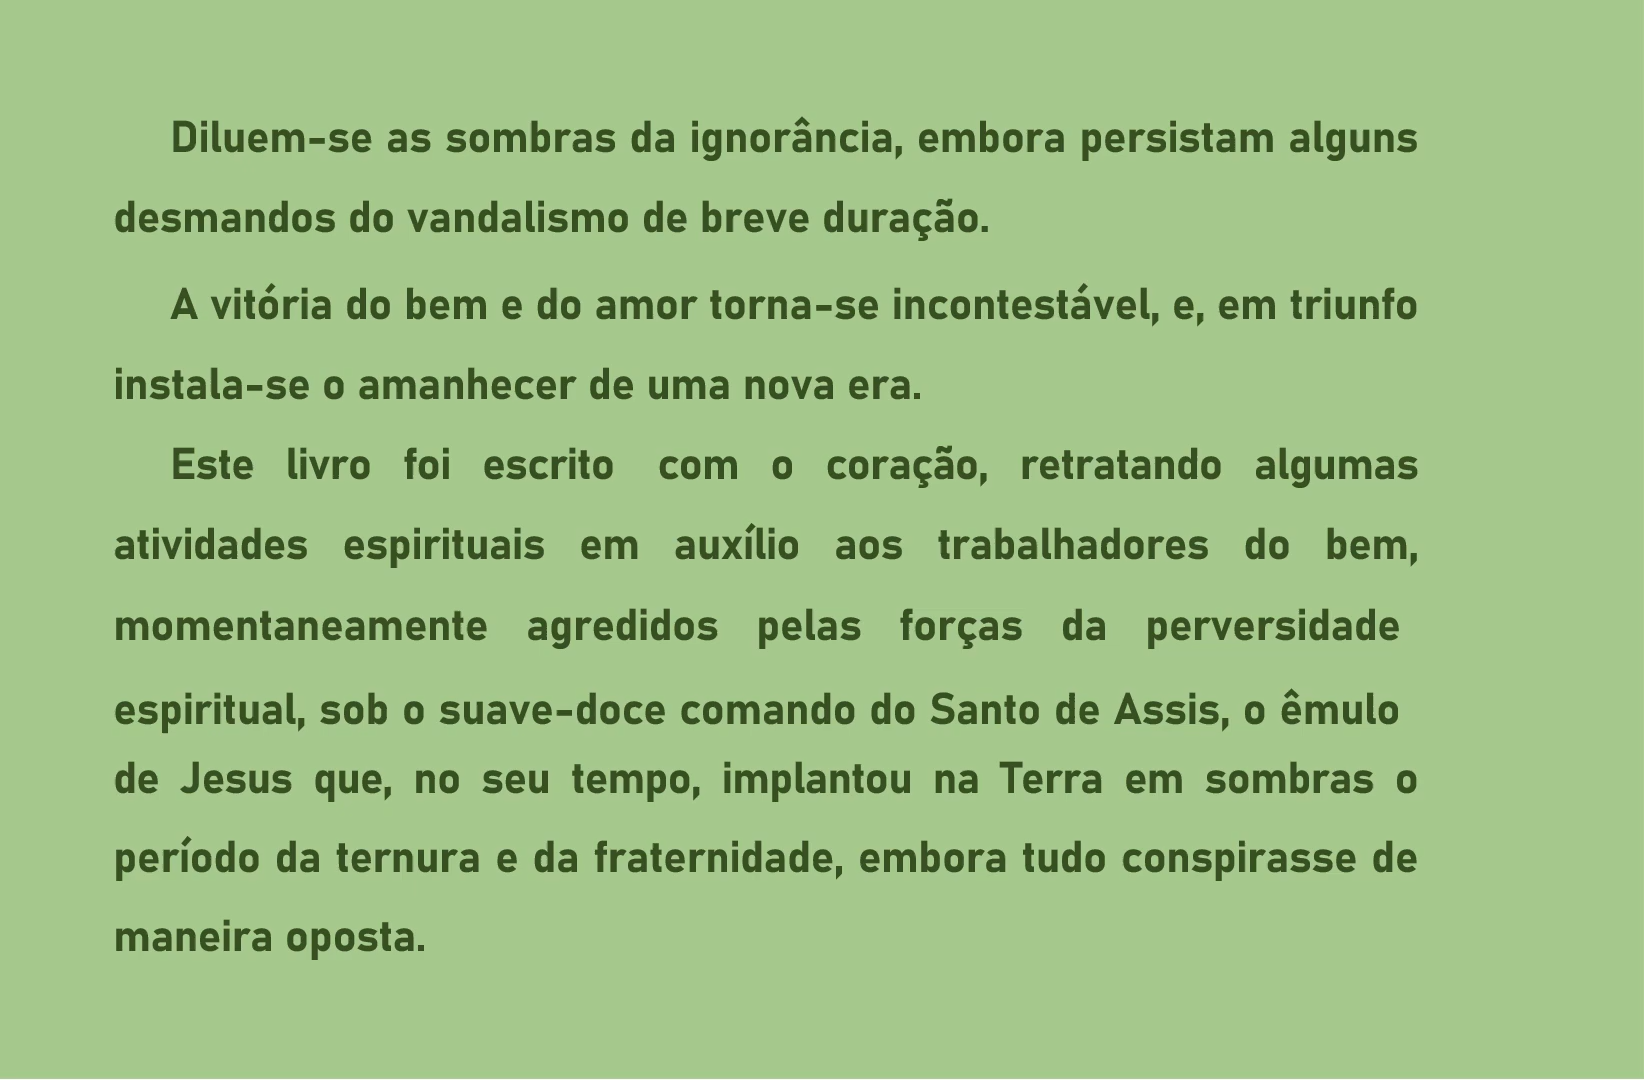 Diluem-se as sombras da ignorância, embora persistam alguns
desmandos do vandalismo de breve duração.
A vitória do bem e do amor torna-se incontestável, e, em triunfo
instala-se o amanhecer de uma nova era.
Este livro foi escrito com o coração, retratando algumas
atividades espirituais em auxílio aos trabalhadores do bem,
momentaneamente agredidos pelas forças da perversidade
espiritual, sob o suave-doce comando do Santo de Assis, o êmulo
de Jesus que, no seu tempo, implantou na Terra em sombras o
período da ternura e da fraternidade, embora tudo conspirasse de
maneira oposta.